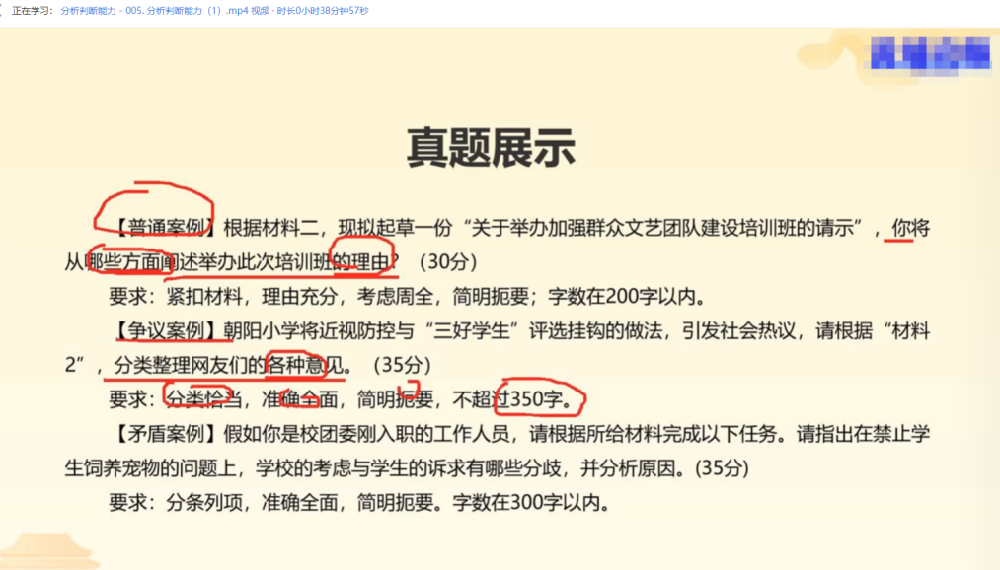 正在学习： 分析判断能力 - 005. 分析判断能力（1）.mp4 视频 · 时长0小时38分钟57秒
真题展示
【普通案例】根据材料二，现拟起草一份“关于举办加强群众文艺团队建设培训班的请示”，你将
从哪些方面阐述举办此次培训班的理由？（30分）
要求：紧扣材料，理由充分，考虑周全，简明扼要；字数在200字以内。
【争议案例】朝阳小学将近视防控与“三好学生”评选挂钩的做法，引发社会热议，请根据“材料
2”，分类整理网友们的各种意见。（35分）
要求：分类恰当，准确全面，简明扼要，不超过350字。
【矛盾案例】假如你是校团委刚入职的工作人员，请根据所给材料完成以下任务。请指出在禁止学
生饲养宠物的问题上，学校的考虑与学生的诉求有哪些分歧，并分析原因。(35分)
要求：分条列项，准确全面，简明扼要。字数在300字以内。